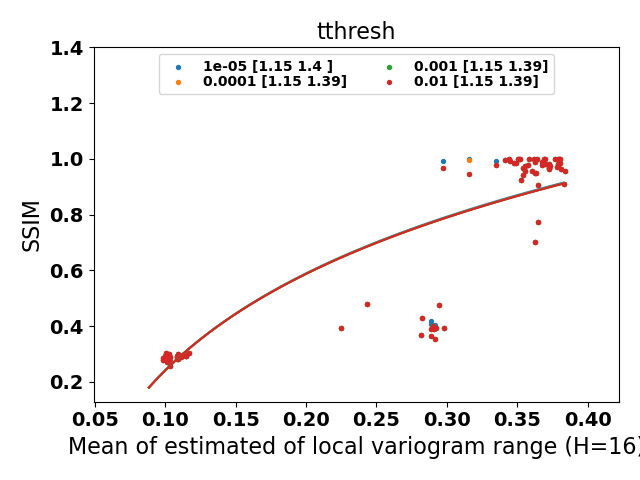 tthresh
1e-05 [1.15 1.4 ]
0.0001 [1.15 1.39]
0.001 [1.15 1.39]
0.01 [1.15 1.39]
SSIM
1.4
1.2
1.0
0.8
0.6
0.4
0.2
0.05 0.10 0.15 0.20 0.25 0.30 0.35 0.40
Mean of estimated of local variogram range (H=16)